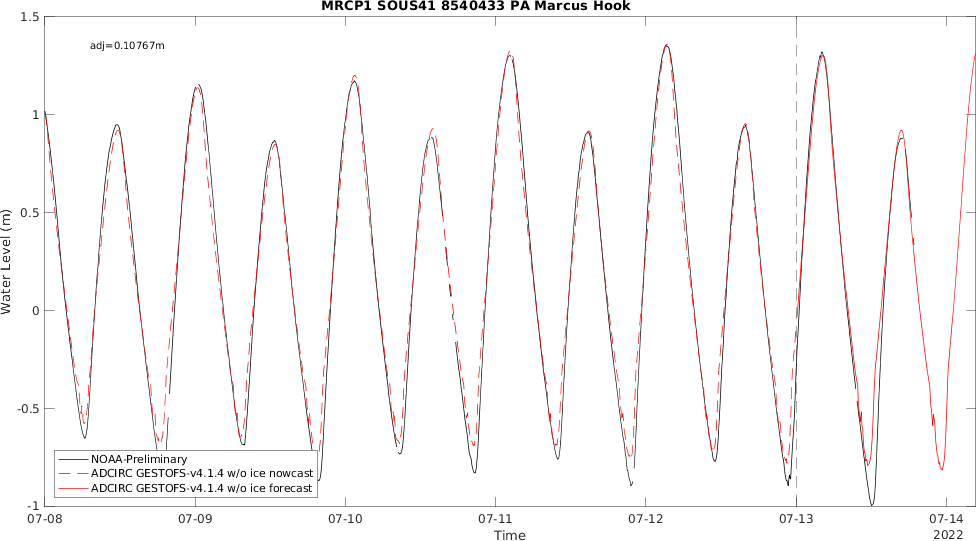 MRCP1 SOUS41 8540433 PA Marcus Hook
adj=0.10767m
1.5
1
0.5
0
-0.5
-1
Water Level (m)
NOAA-Preliminary
ADCIRC GESTOFS-v4.1.4 w/o ice nowcast
ADCIRC GESTOFS-v4.1.4 w/o ice forecast
07-08 07-09 07-10 07-11 07-12 07-13 07-14
Time
2022